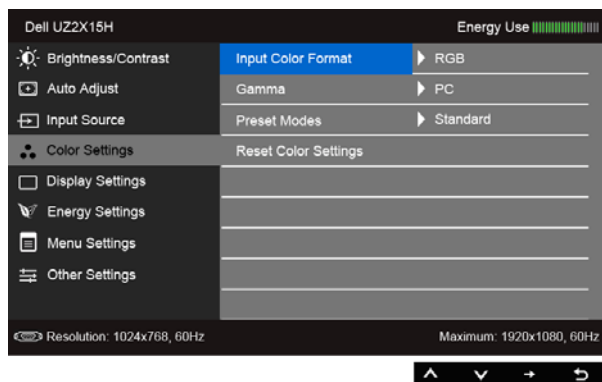 Dell UZ2X15H Energy Use
Brightness/Contrast Input Color Format RGB
Auto Adjust Gamma PC
Input Source Preset Modes Standard
Color Settings Reset Color Settings
Display Settings
Energy Settings
Menu Settings
Other Settings
Resolution: 1024x768, 60Hz Maximum: 1920x1080, 60Hz